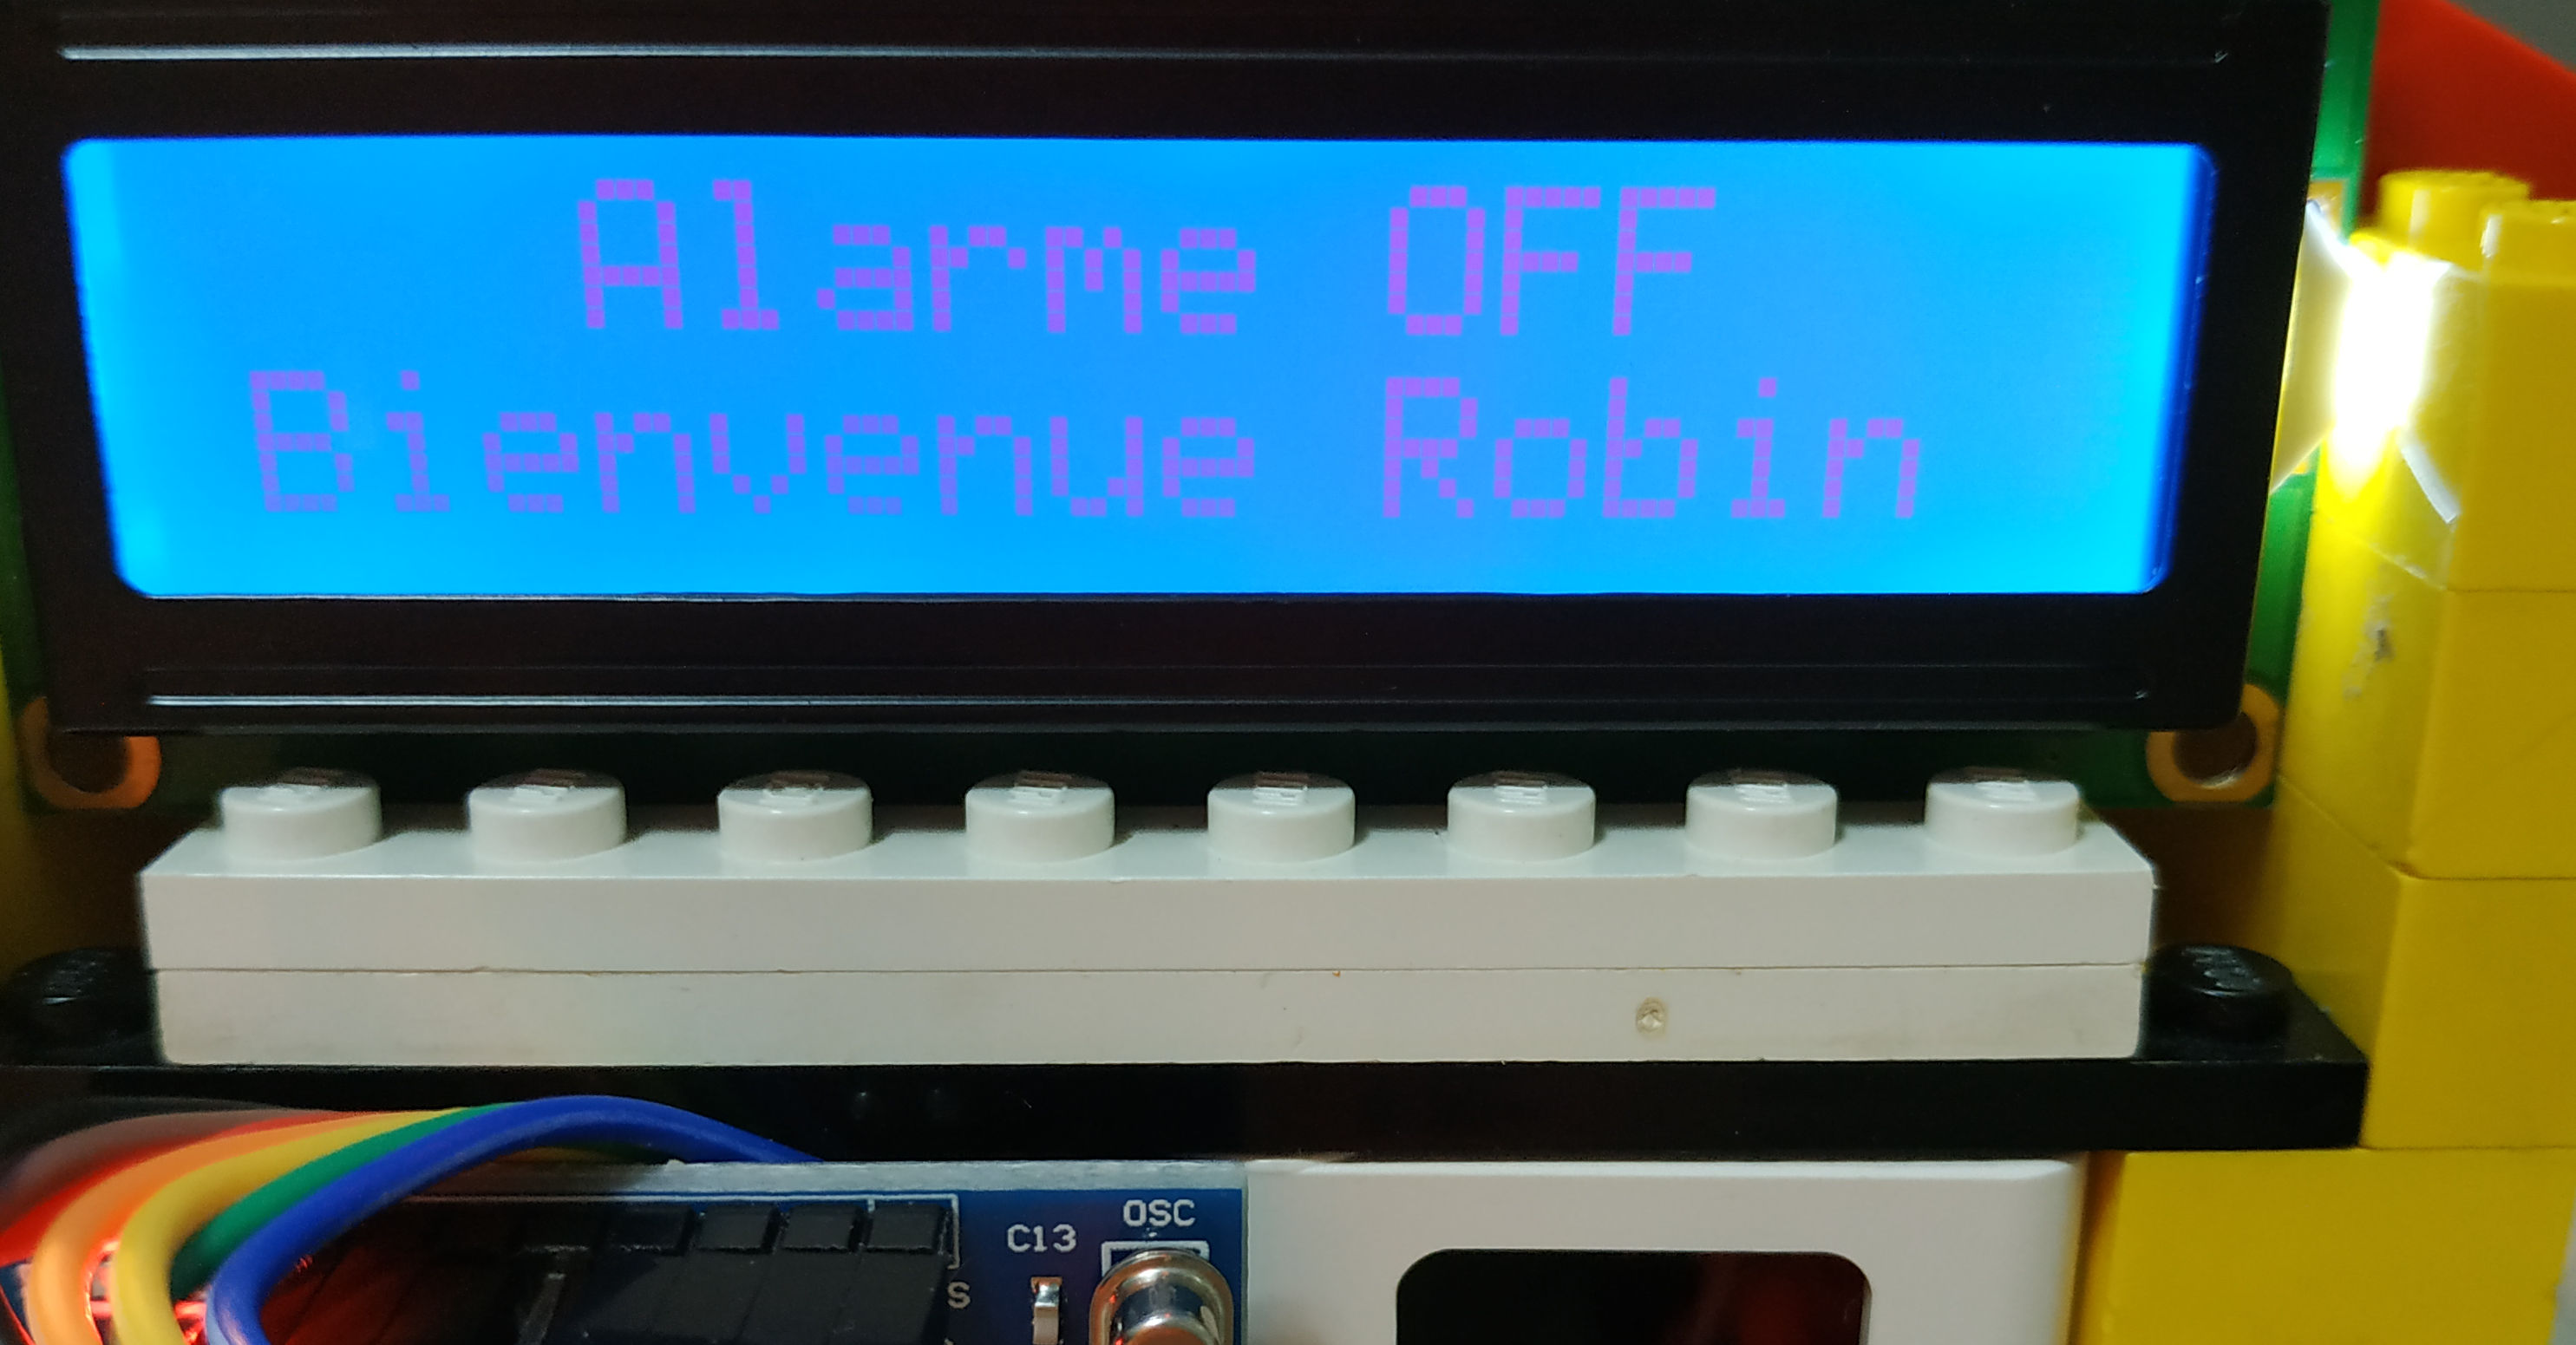 Alarme OFF
Bienvenue Robin
OSC
C13
S